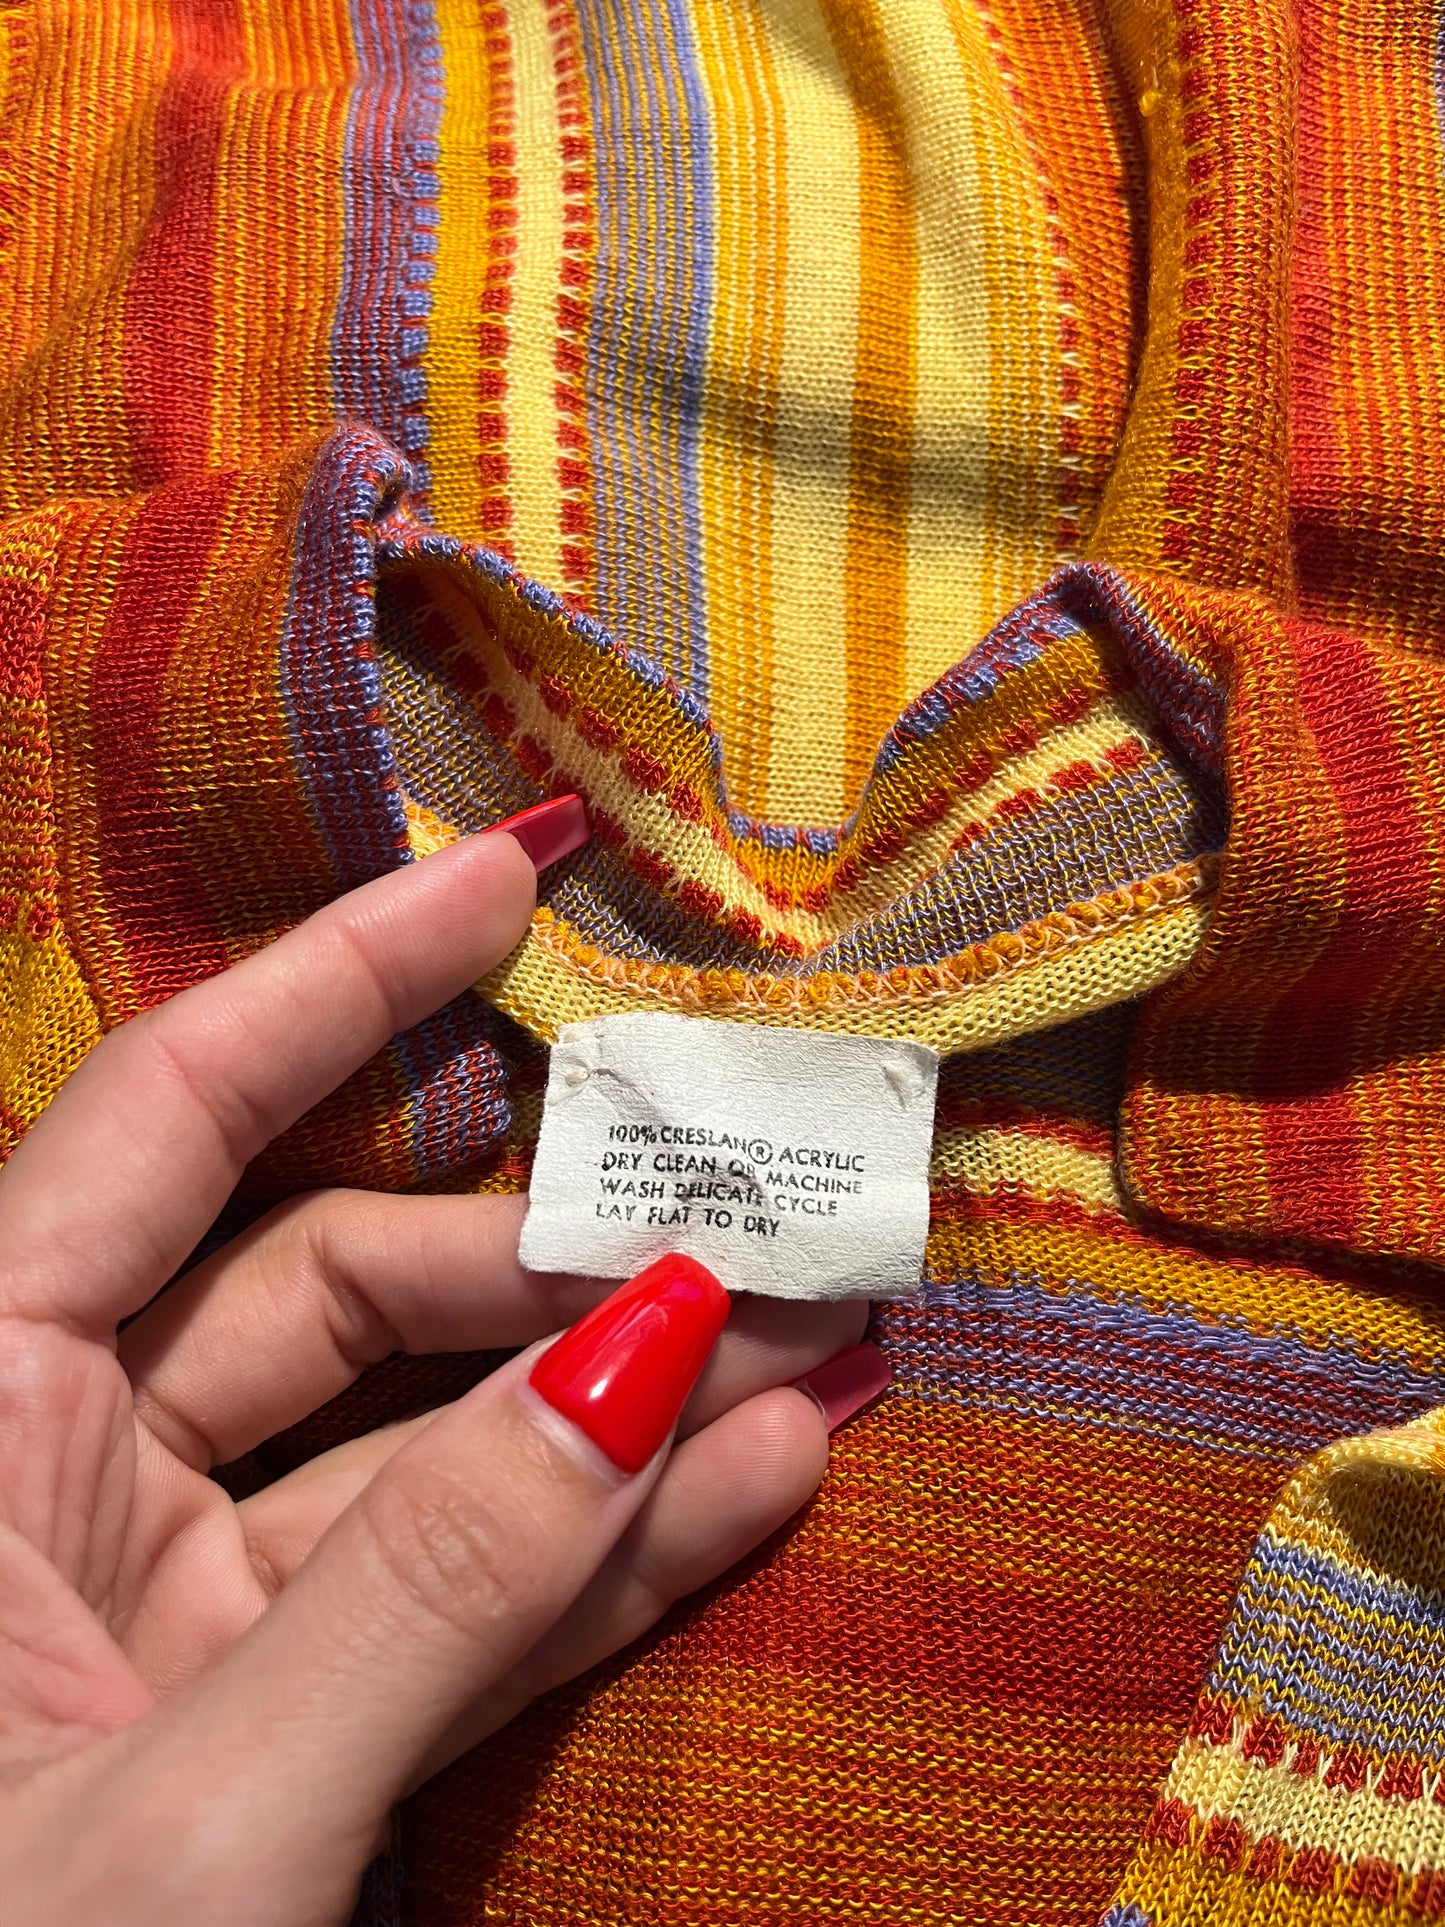 100% CRESLAN® ACRYLIC
DRY CLEAN OR MACHINE
WASH DELICATE CYCLE
LAY FLAT TO DRY